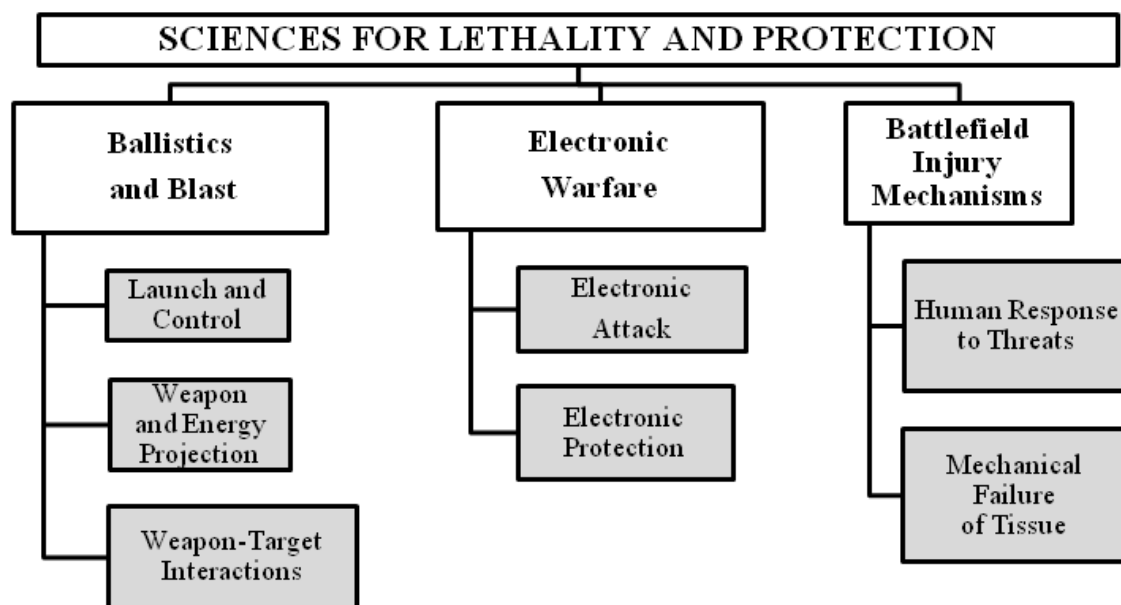 SCIENCES FOR LETHALITY AND PROTECTION
Ballistics
and Blast
Launch and
Control
Weapon
and Energy
Projection
Weapon-Target
Interactions
Electronic
Warfare
Electronic
Attack
Electronic
Protection
Battlefield
Injury
Mechanisms
Human Response
to Threats
Mechanical
Failure
of Tissue